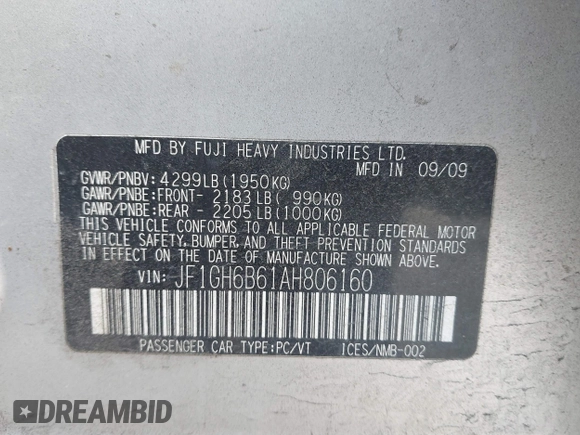 MFD BY FUJI HEAVY INDUSTRIES LTD.
MFD IN 09/09
GVWR/PNBV: 4299LB (1950KG)
GAWR/PNBE: FRONT- 2183LB ( 990KG)
GAWR/PNBE: REAR - 2205LB (1000KG)
THIS VEHICLE CONFORMS TO ALL APPLICABLE FEDERAL MOTOR
VEHICLE SAFETY, BUMPER, AND THEFT PREVENTION STANDARDS
IN EFFECT ON THE DATE OF MANUFACTURE SHOWN ABOVE.
VIN: JF1GH6B61AH806160
PASSENGER CAR TYPE:PC/VT ICES/NMB-002
DREAMBID